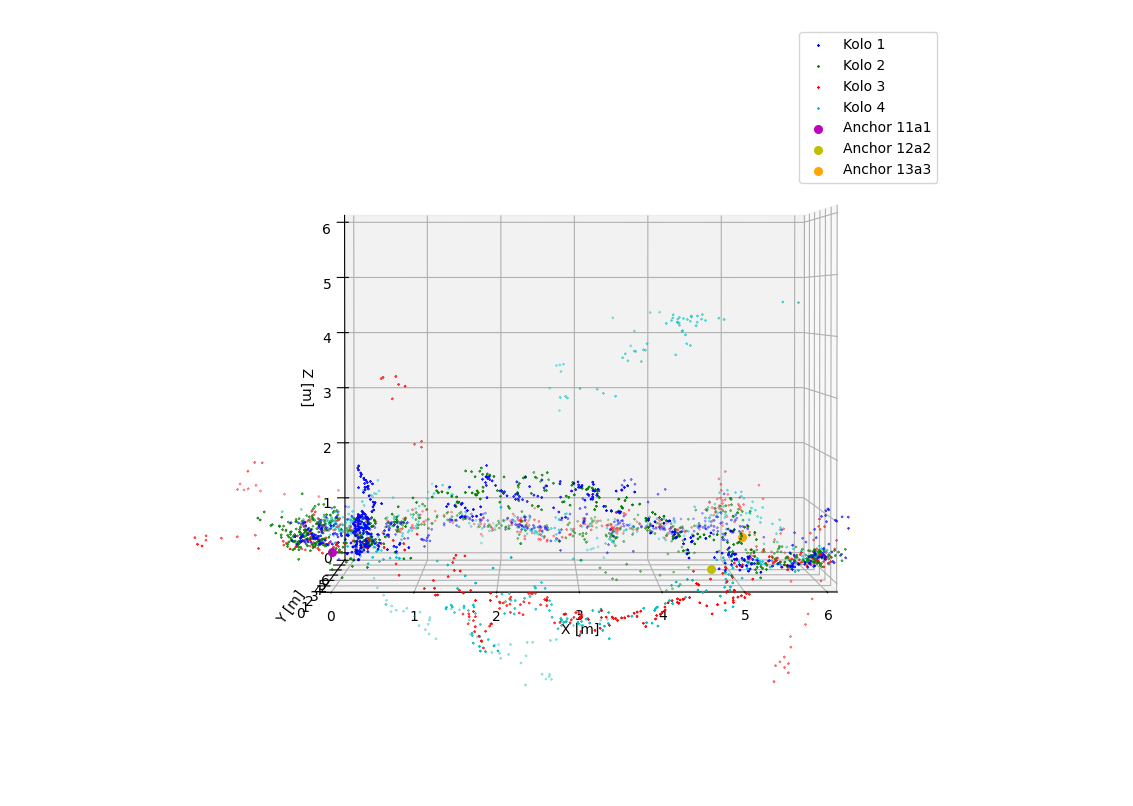 Kolo 1
Kolo 2
Kolo 3
Kolo 4
Anchor 11a1
Anchor 12a2
Anchor 13a3
6
5
4
3
2
1
0
Z [m]
Y [m]
0
1
2
3
4
5
6
X [m]